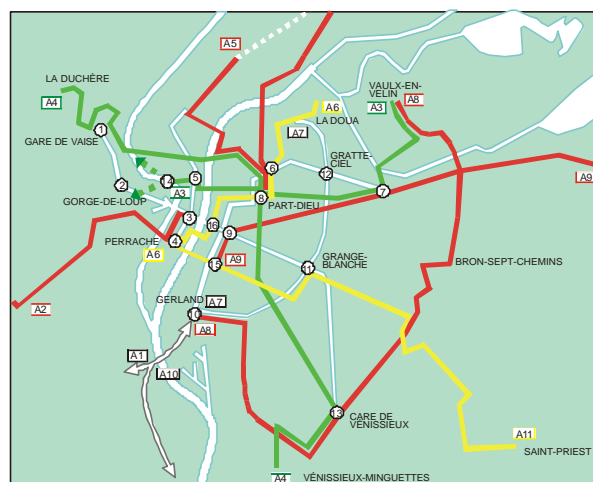 A5
LA DUCHÈRE
A4
VAULX-EN-
VELIN
A6
A3
A8
LA DOUA
1
A7
GARE DE VAISE
GRATTE-
CIEL
6
12
14
5
2
A3
7
A9
GORGE-DE-LOUP
8
PART-DIEU
3
16
9
PERRACHE
4
A6
15
A9
GRANGE-
BLANCHE
11
BRON-SEPT-CHEMINS
A2
GERLAND
A7
10
A8
A1
A10
13
CARE DE
VÉNISSIEUX
A11
SAINT-PRIEST
A4
VÉNISSIEUX-MINGUETTES